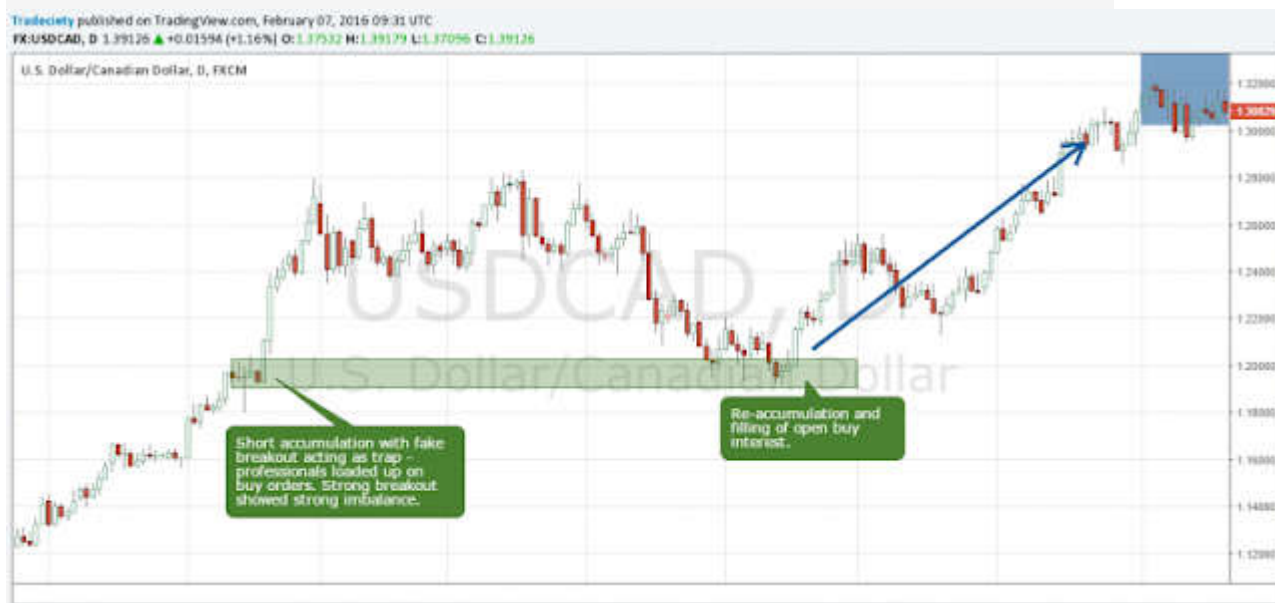 Tradeciety published on TradingView.com, February 07, 2016 09:31 UTC
FX:USDCAD, D 1.39126 ▲ +0.01594 (+1.16%) O:1.37532 H:1.39179 L:1.37096 C:1.39126
U.S. Dollar/Canadian Dollar, D, FXCM
1.32000
1.30829
1.30000
1.28000
1.26000
USDCAD, D
1.24000
1.22000
U.S. Dollar/Canadian Dollar
1.20000
Short accumulation with fake
breakout acting as trap -
professionals loaded up on
buy orders. Strong breakout
showed strong imbalance.
Re-accumulation and
filling of open buy
interest.
1.18000
1.16000
1.14000
1.12000